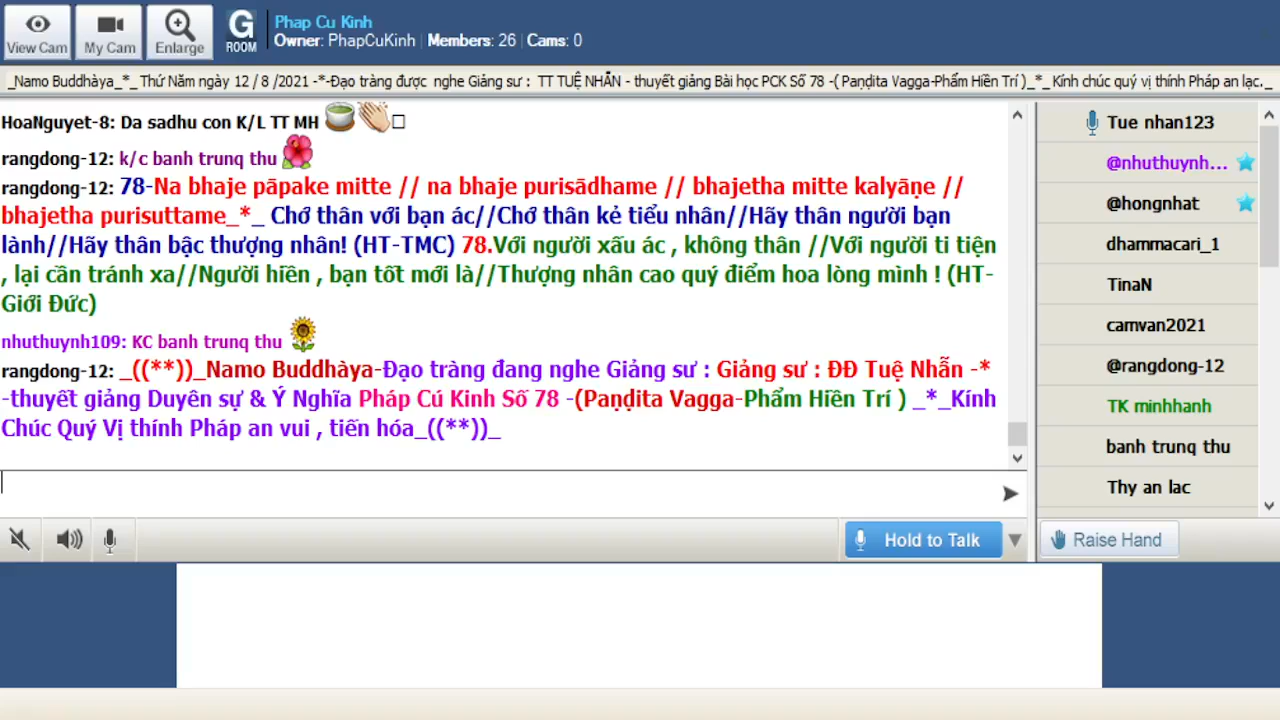 View Cam
My Cam
Enlarge
G
ROOM
Phap Cu Kinh
Owner: PhapCuKinh Members: 26 Cams: 0
_Namo Buddhàya_*_ Thứ Năm ngày 12 / 8 /2021 -*-Đạo tràng được nghe Giảng sư : TT TUỆ NHẪN - thuyết giảng Bài học PCK Số 78 -( Paṇḍita Vagga-Phẩm Hiền Trí )_*_ Kính chúc quý vị thính Pháp an lạc._
HoaNguyet-8: Da sadhu con K/L TT MH
rangdong-12: k/c banh trunq thu
rangdong-12: 78-Na bhaje pāpake mitte // na bhaje purisādhame // bhajetha mitte kalyāṇe //
bhajetha purisuttame_*_ Chớ thân với bạn ác//Chớ thân kẻ tiểu nhân//Hãy thân người bạn
lành//Hãy thân bậc thượng nhân! (HT-TMC) 78.Với người xấu ác , không thân //Với người ti tiện
, lại cần tránh xa//Người hiền , bạn tốt mới là//Thượng nhân cao quý điểm hoa lòng mình ! (HT-
Giới Đức)
nhuthuynh109: KC banh trunq thu
rangdong-12: _((**))_Namo Buddhàya-Đạo tràng đang nghe Giảng sư : Giảng sư : ĐĐ Tuệ Nhẫn -*
-thuyết giảng Duyên sự & Ý Nghĩa Pháp Cú Kinh Số 78 -(Paṇḍita Vagga-Phẩm Hiền Trí ) _*_Kính
Chúc Quý Vị thính Pháp an vui , tiến hóa_((**))_
Tue nhan123
@nhuthuynh...
@hongnhat
dhammacari_1
TinaN
camvan2021
@rangdong-12
TK minhhanh
banh trunq thu
Thy an lac
Hold to Talk
Raise Hand